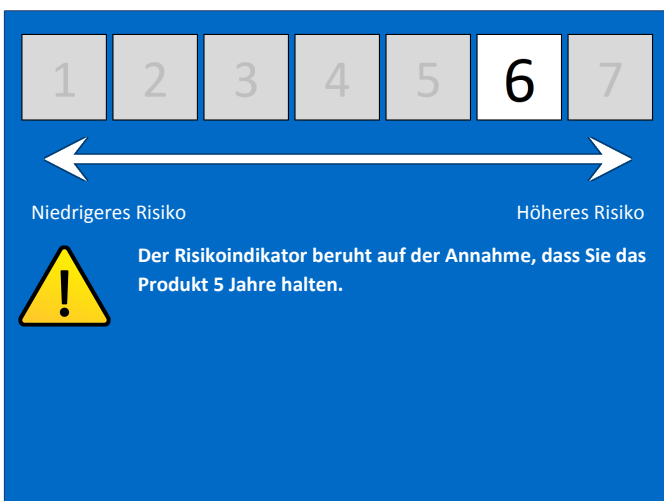 1 2 3 4 5 6 7
Niedrigeres Risiko Höheres Risiko
!
Der Risikoindikator beruht auf der Annahme, dass Sie das
Produkt 5 Jahre halten.